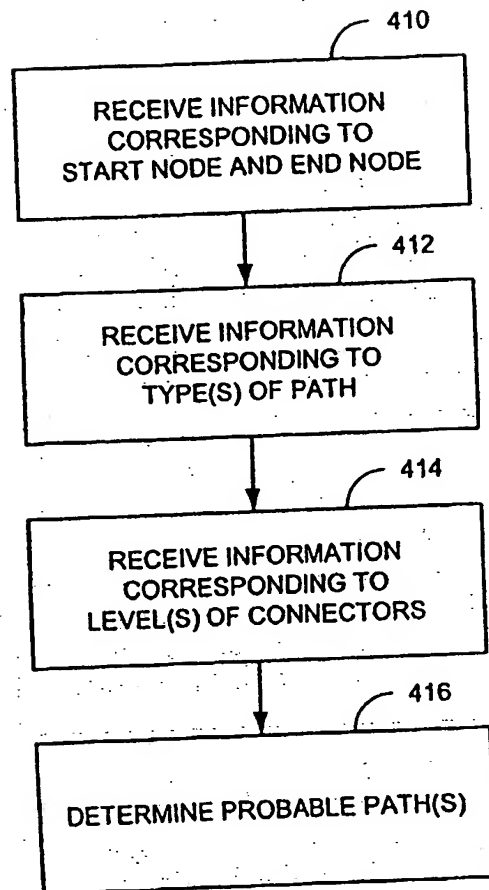 410
RECEIVE INFORMATION
CORRESPONDING TO
START NODE AND END NODE
412
RECEIVE INFORMATION
CORRESPONDING TO
TYPE(S) OF PATH
414
RECEIVE INFORMATION
CORRESPONDING TO
LEVEL(S) OF CONNECTORS
416
DETERMINE PROBABLE PATH(S)